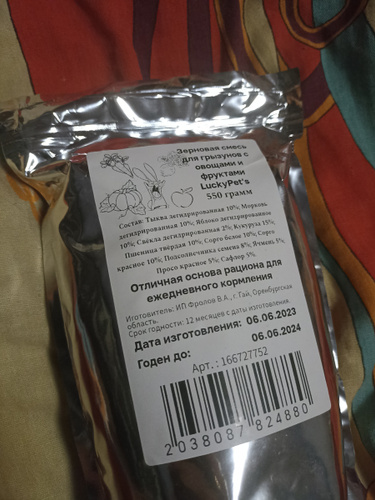 Зерновая смесь
для грызунов с
овощами и
фруктами
LuckyPet's
550 грамм
Состав: Тыква дегидрированная 10%; Морковь
дегидрированная 10%; Яблоко дегидрированное
10%; Свёкла дегидрированная 2%; Кукуруза 15%;
Пшеница твердая 10%; Сорго белое 10%; Сорго
красное 10%; Подсолнечника семена 8%; Ячмень 5%;
Просо красное 5%; Сафлор 5%.
Отличная основа рациона для
ежедневного кормления
Изготовитель: ИП Фролов В.А., г. Гай, Оренбургская
область.
Срок годности: 12 месяцев с даты изготовления.
Дата изготовления: 06.06.2023
Годен до: 06.06.2024
Арт.: 166727752
2038087824880